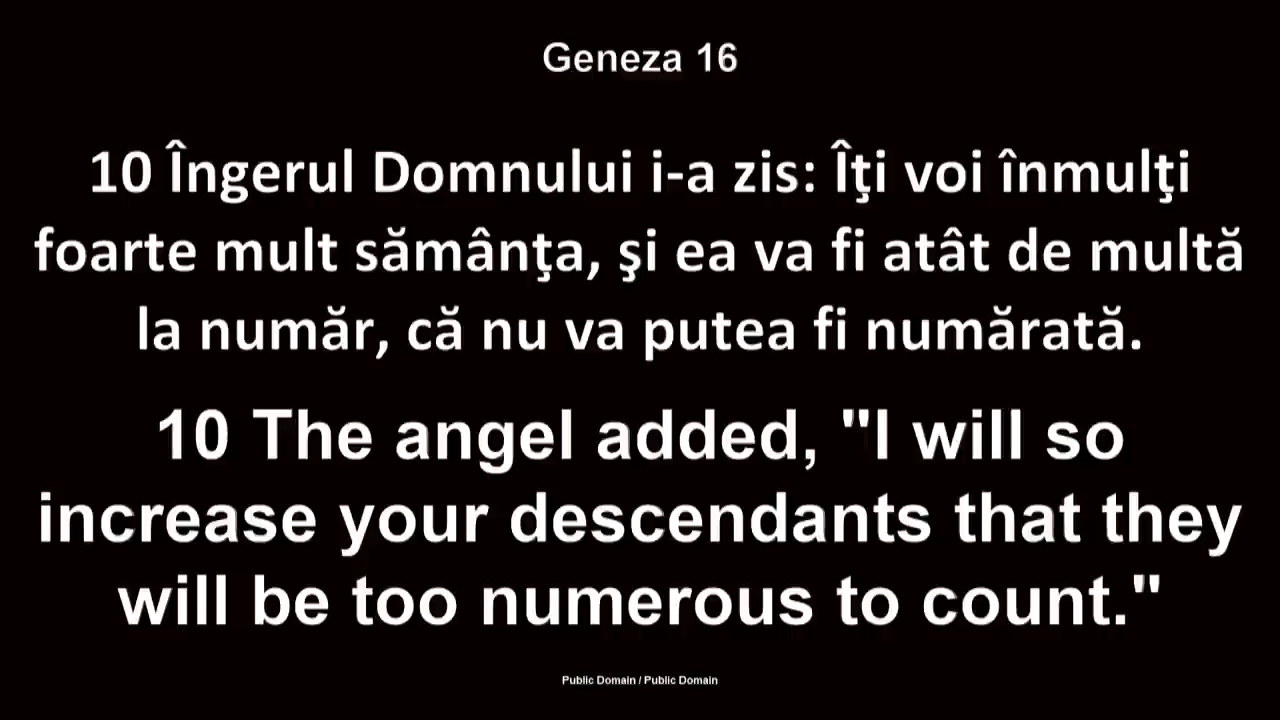 Geneza 16
10 Îngerul Domnului i-a zis: Îţi voi înmulţi
foarte mult sămânţa, şi ea va fi atât de multă
la număr, că nu va putea fi numărată.
10 The angel added, "I will so
increase your descendants that they
will be too numerous to count."
Public Domain / Public Domain